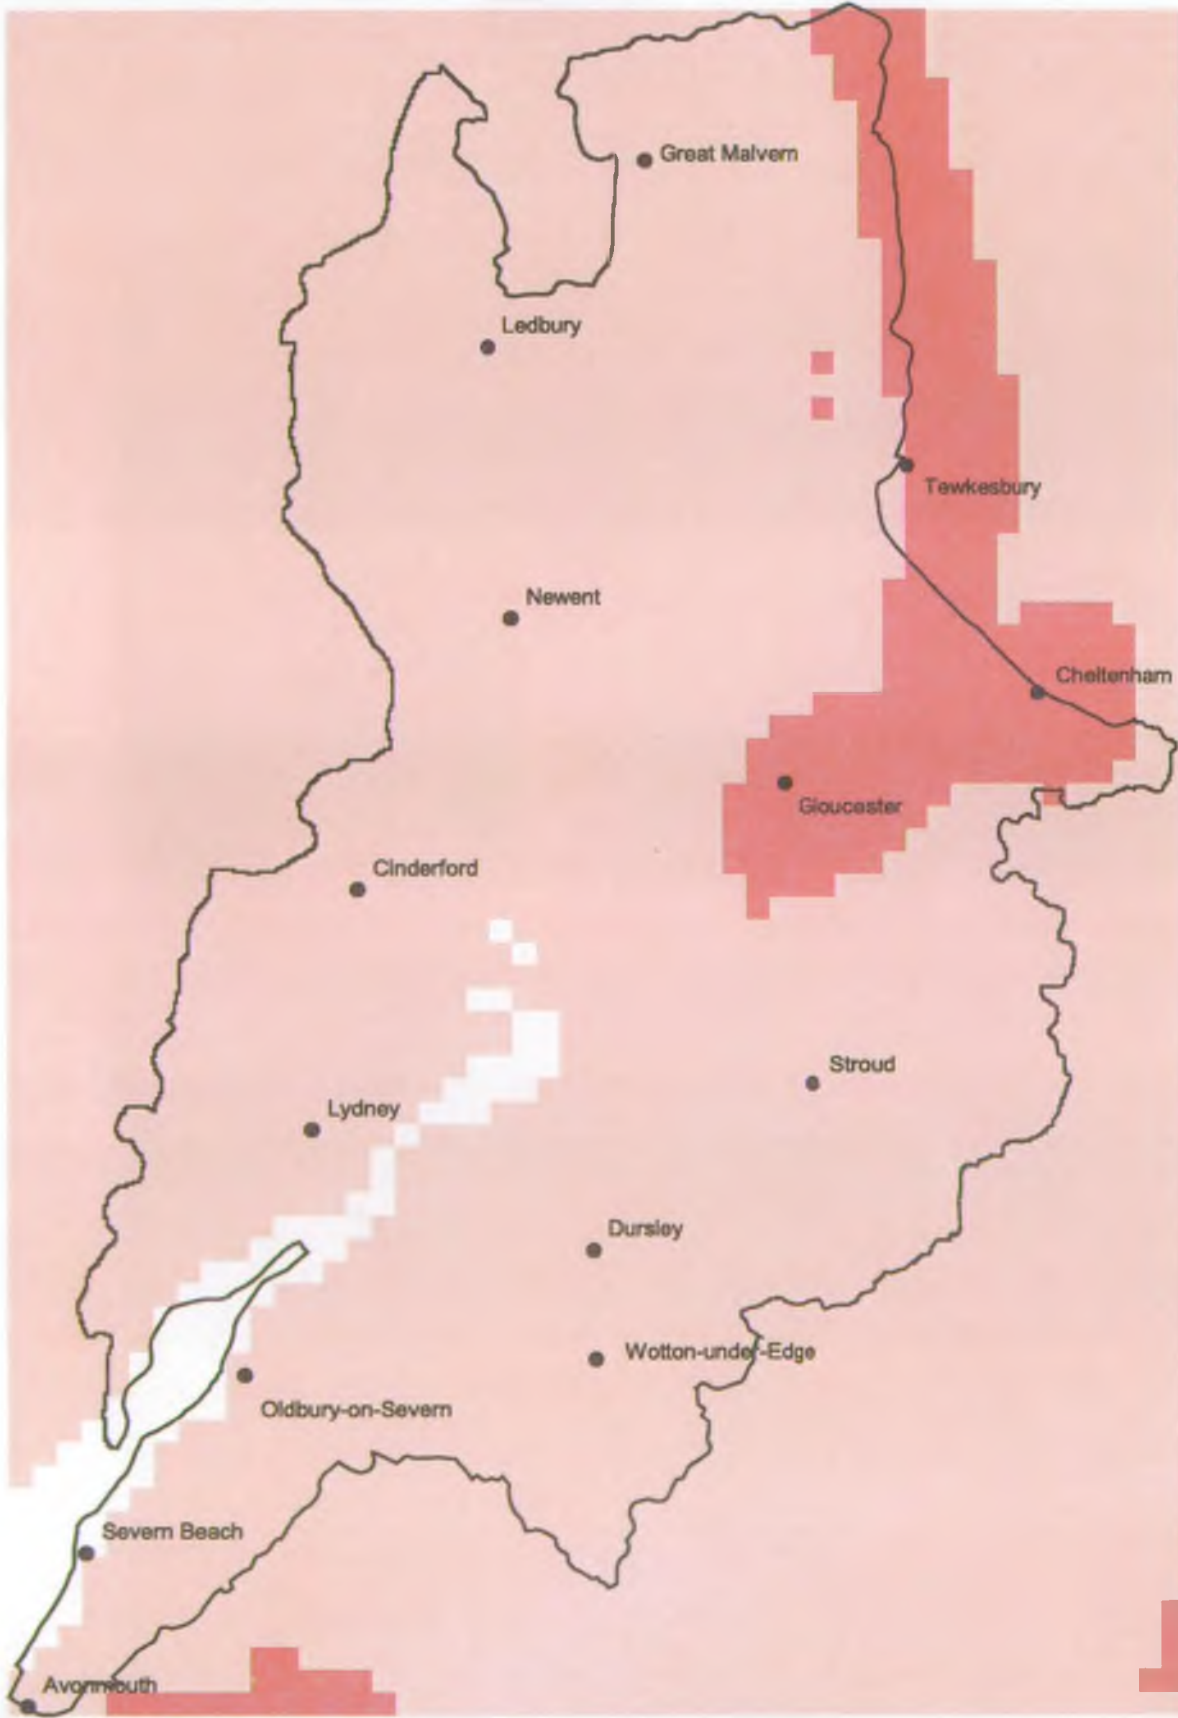 Great Malvern
Ledbury
Tewkesbury
Newent
Cheltenham
Gloucester
Cinderford
Stroud
Lydney
Dursley
Wotton-under-Edge
Oldbury-on-Severn
Severn Beach
Avonmouth